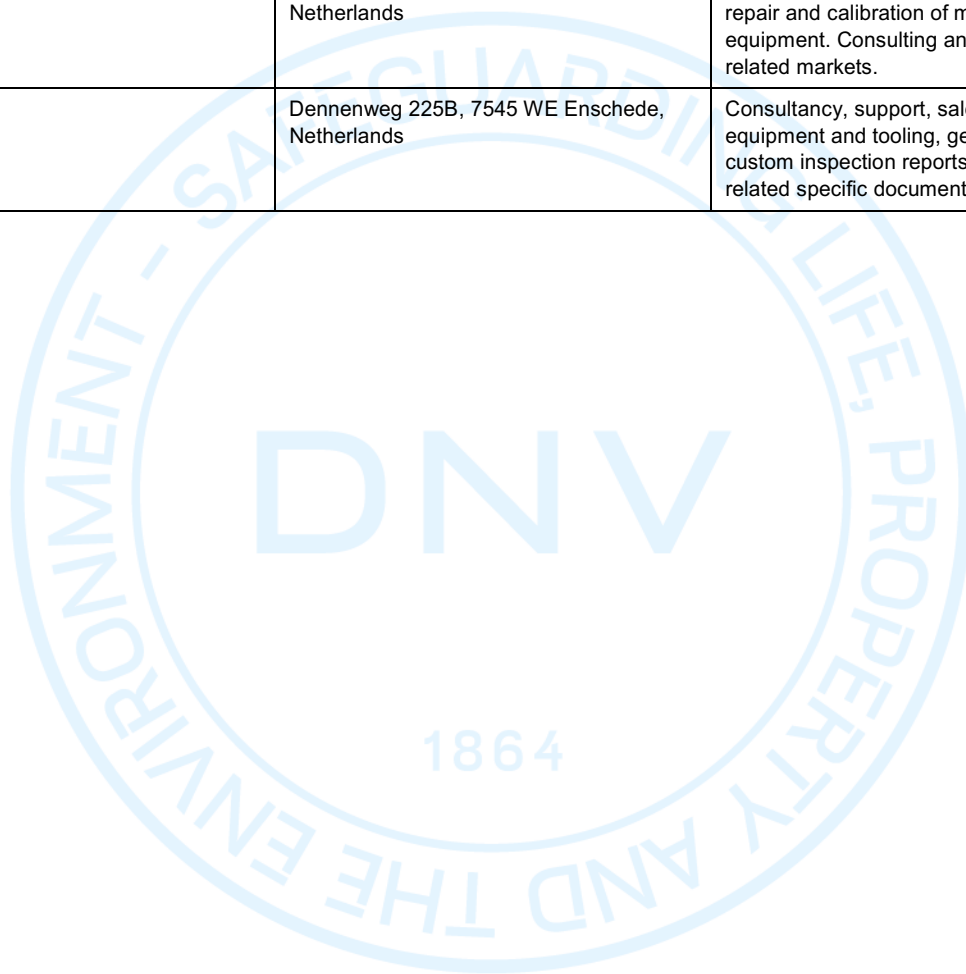 Netherlands
repair and calibration of m
equipment. Consulting an
related markets.
Dennenweg 225B, 7545 WE Enschede,
Netherlands
Consultancy, support, sal
equipment and tooling, ge
custom inspection reports
related specific document
SAFEGUARDING LIFE, PROPERTY AND THE ENVIRONMENT -
DNV
1864